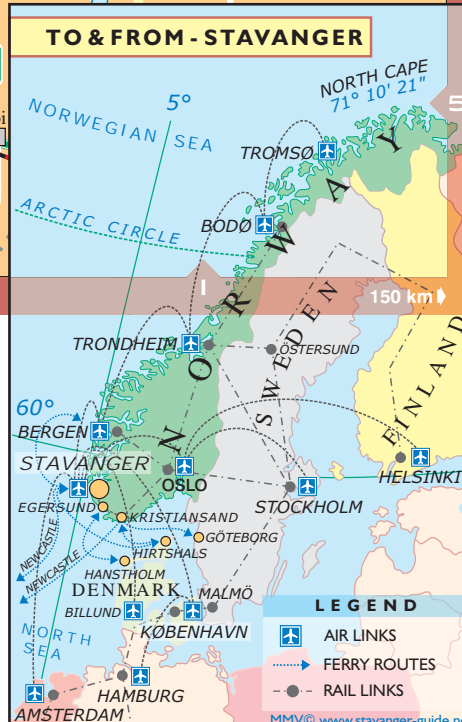 TO & FROM - STAVANGER
NORTH CAPE
71° 10' 21"
5°
NORWEGIAN SEA
TROMSØ
ARCTIC CIRCLE
BODØ
NORWAY
I
150 km
TRONDHEIM
ÖSTERSUND
SWEDEN
FINLAND
60°
BERGEN
STAVANGER
OSLO
HELSINKI
EGERSUND
KRISTIANSAND
STOCKHOLM
NEWCASTLE
NEWCASTLE
GÖTEBORG
HIRTSHALS
HANSTHOLM
DENMARK
MALMÖ
BILLUND
KØBENHAVN
NORTH
SEA
HAMBURG
AMSTERDAM
LEGEND
AIR LINKS
FERRY ROUTES
RAIL LINKS
MMV© www.stavanger-guide.n